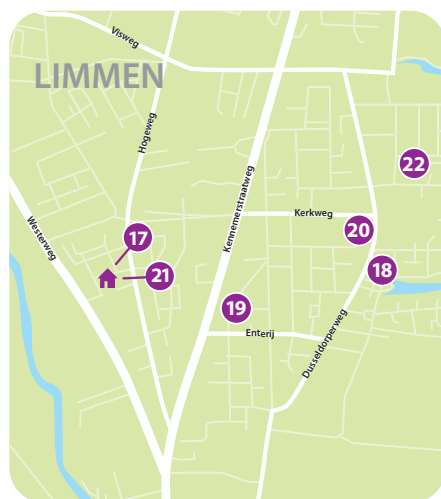 Visweg
LIMMEN
Hogeweg
22
Kennemerstraatweg
Kerkweg
Westerweg
20
17
18
21
19
Enterij
Dusseldorperweg